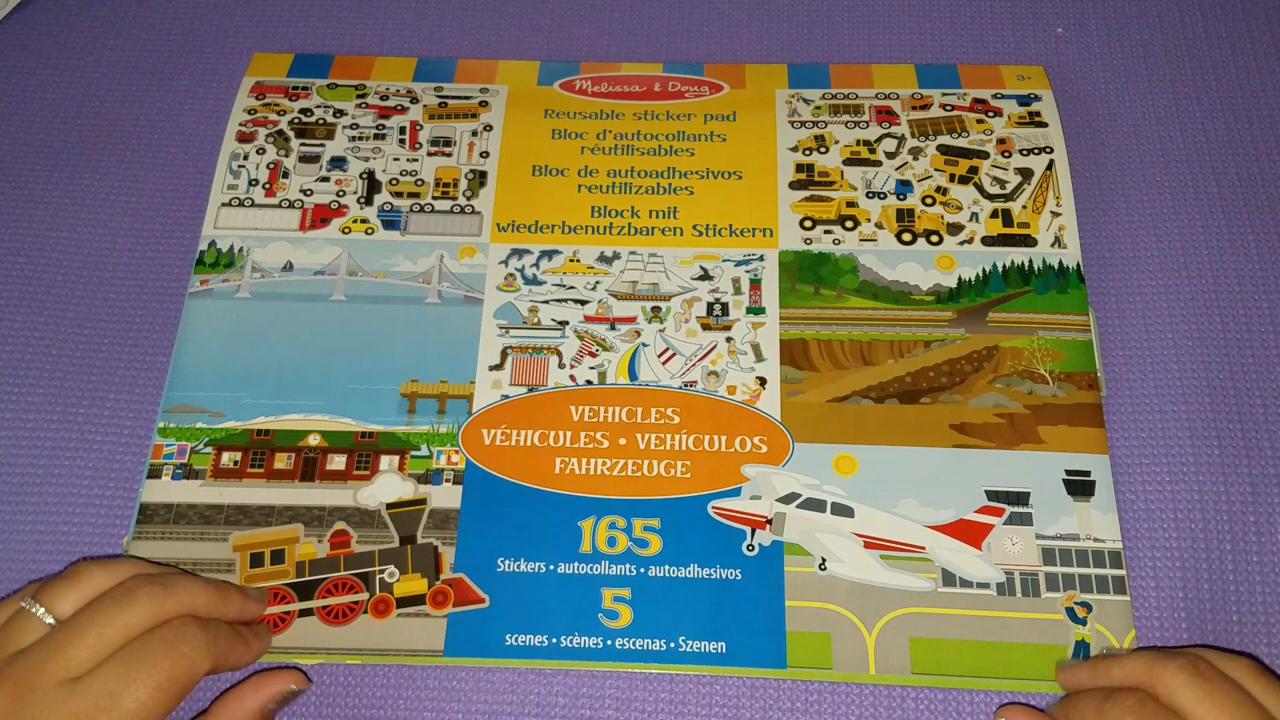 Melissa & Doug
3+
Reusable sticker pad
Bloc d'autocollants
réutilisables
Bloc de autoadhesivos
reutilizables
Block mit
wiederbenutzbaren Stickern
VEHICLES
VÉHICULES • VEHÍCULOS
FAHRZEUGE
165
Stickers • autocollants • autoadhesivos
5
scenes • scènes • escenas • Szenen